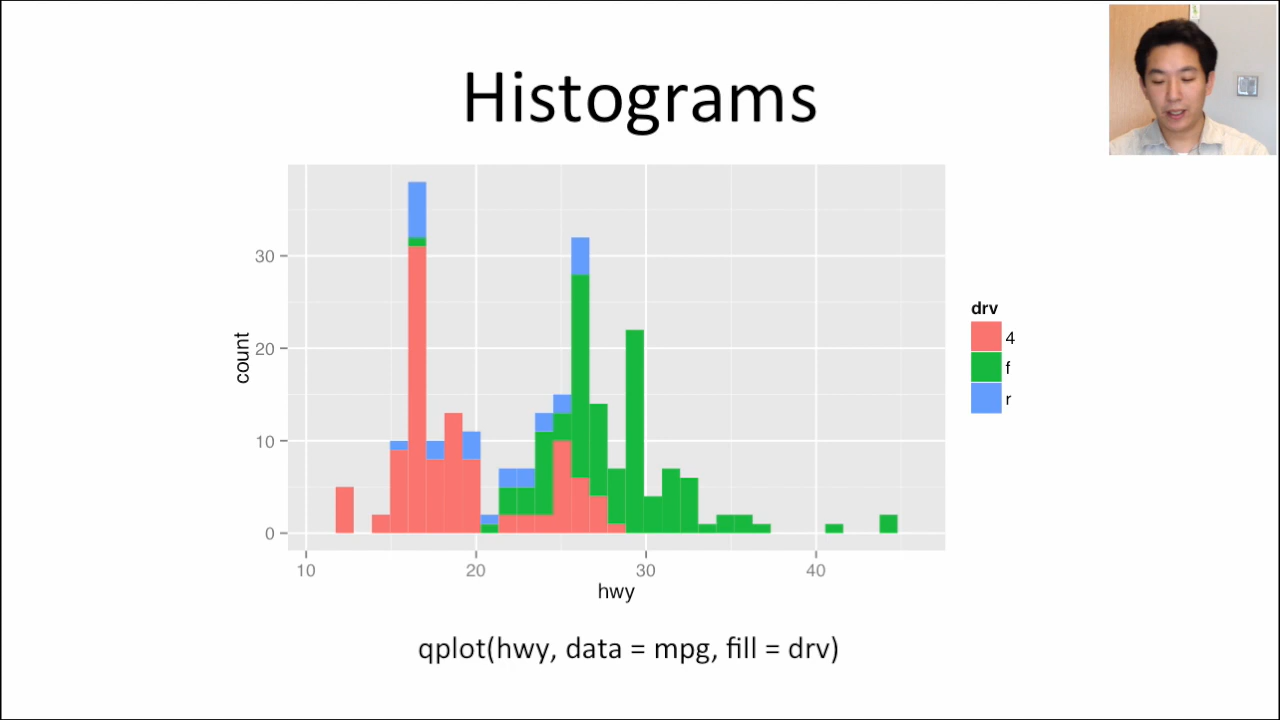 Histograms
30
20
10
0
count
10 20 30 40
hwy
drv
4
f
r
qplot(hwy, data = mpg, fill = drv)